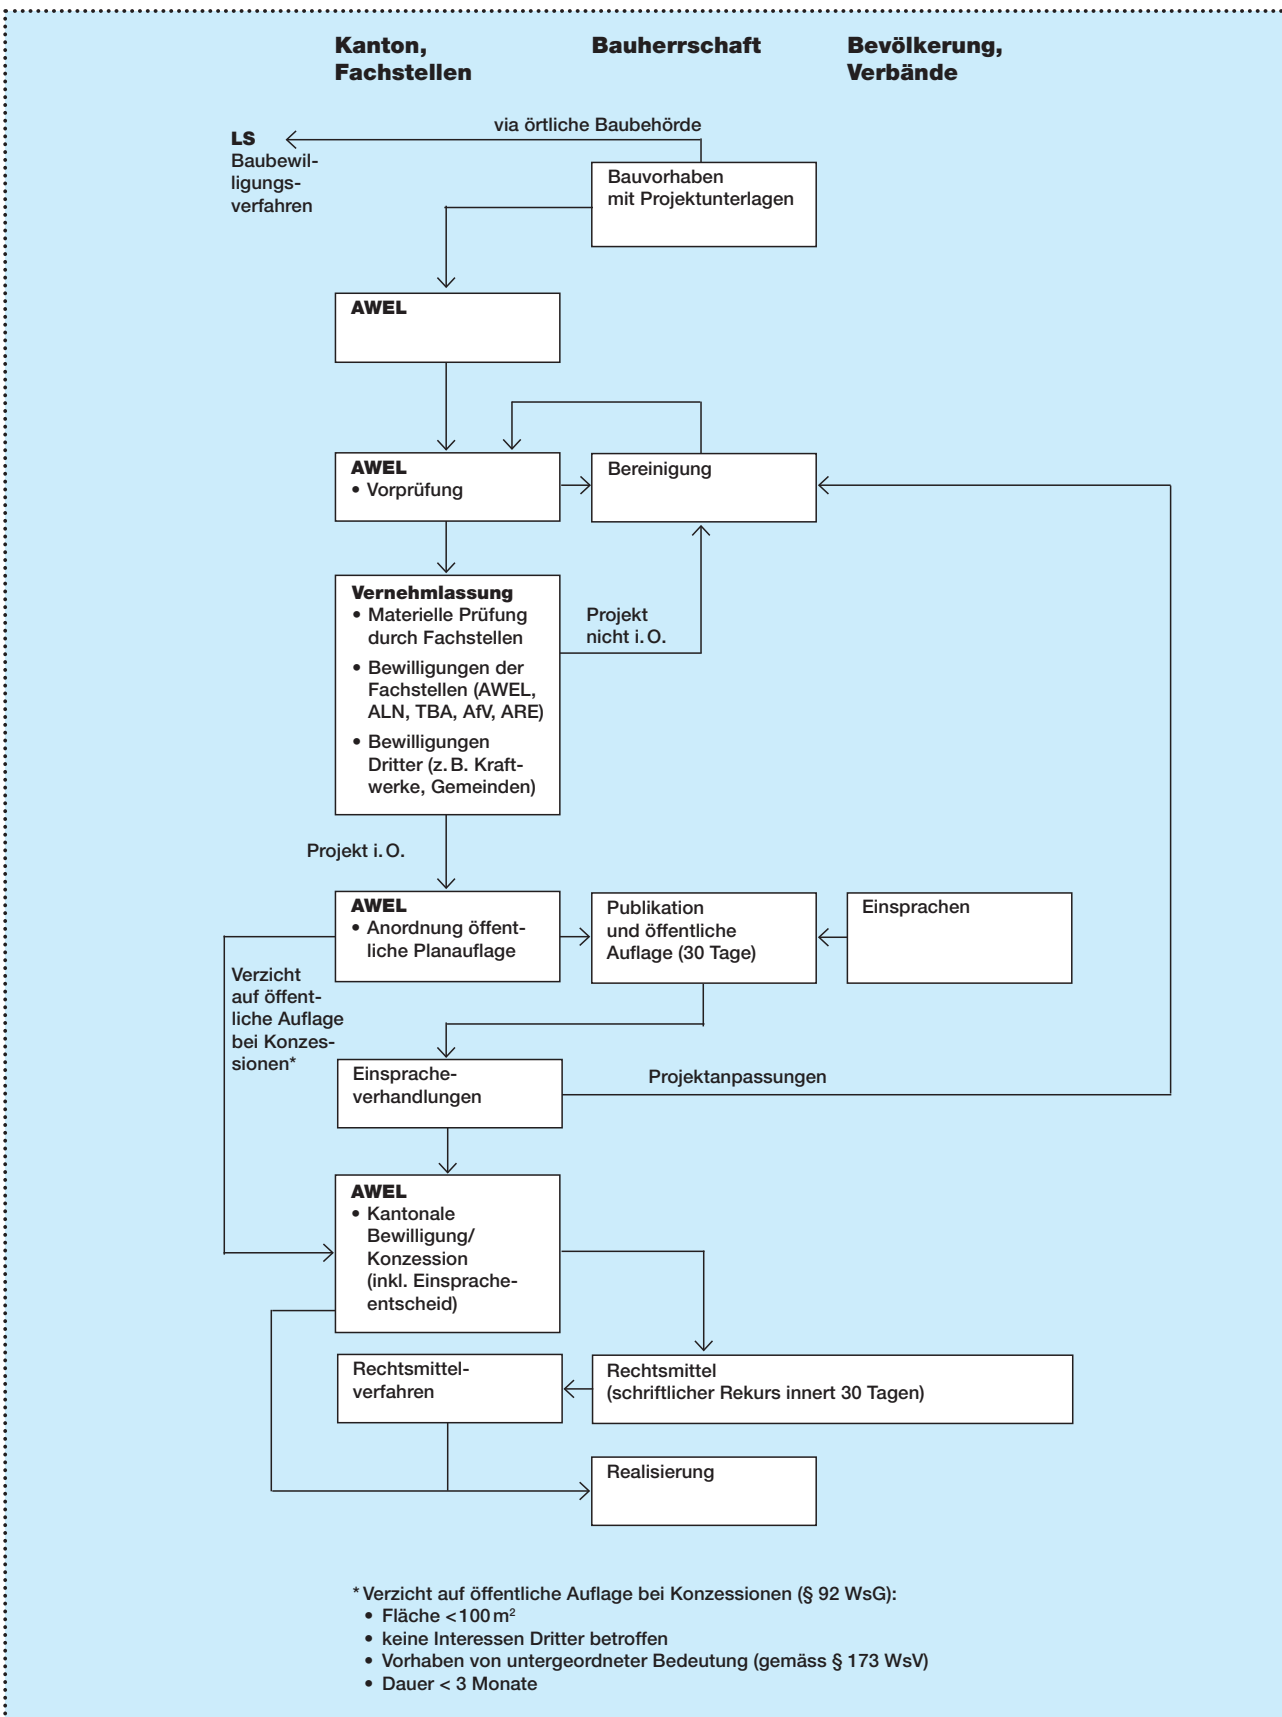 Kanton,
Fachstellen
Bauherrschaft
Bevölkerung,
Verbände
via örtliche Baubehörde
LS
Baubewil-
ligungs-
verfahren
Bauvorhaben
mit Projektunterlagen
AWEL
AWEL
• Vorprüfung
Bereinigung
Vernehmlassung
• Materielle Prüfung
durch Fachstellen
• Bewilligungen der
Fachstellen (AWEL,
ALN, TBA, AfV, ARE)
• Bewilligungen
Dritter (z. B. Kraft-
werke, Gemeinden)
Projekt
nicht i. O.
Projekt i. O.
AWEL
• Anordnung öffent-
liche Planauflage
Publikation
und öffentliche
Auflage (30 Tage)
Einsprachen
Verzicht
auf öffent-
liche Auflage
bei Konzes-
sionen*
Einsprache-
verhandlungen
Projektanpassungen
AWEL
• Kantonale
Bewilligung/
Konzession
(inkl. Einsprache-
entscheid)
Rechtsmittel-
verfahren
Rechtsmittel
(schriftlicher Rekurs innert 30 Tagen)
Realisierung
* Verzicht auf öffentliche Auflage bei Konzessionen (§ 92 WsG):
• Fläche < 100 m²
• keine Interessen Dritter betroffen
• Vorhaben von untergeordneter Bedeutung (gemäss § 173 WsV)
• Dauer < 3 Monate